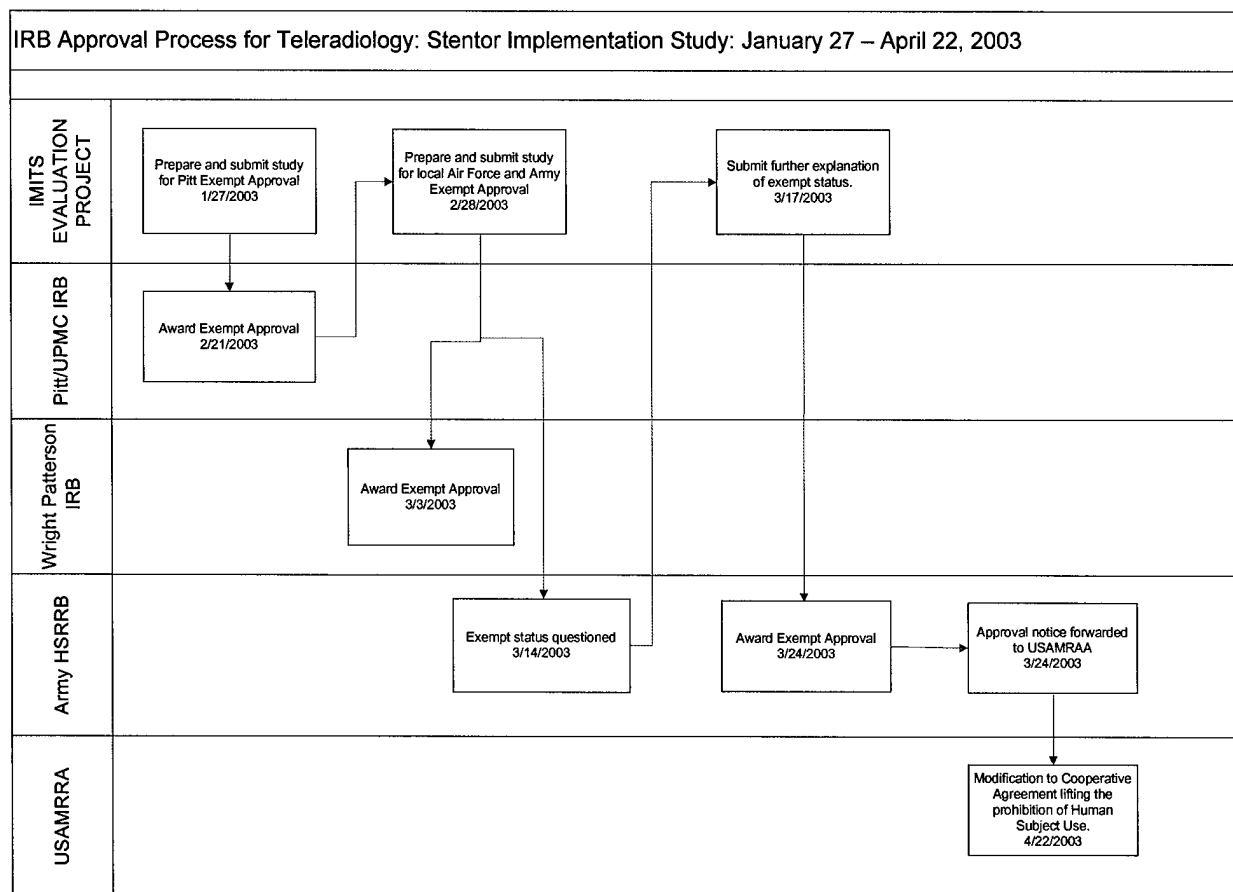 IRB Approval Process for Teleradiology: Stentor Implementation Study: January 27 – April 22, 2003
IMITS
EVALUATION
PROJECT
Prepare and submit study
for Pitt Exempt Approval
1/27/2003
Prepare and submit study
for local Air Force and Army
Exempt Approval
2/28/2003
Submit further explanation
of exempt status.
3/17/2003
Pitt/UPMC IRB
Award Exempt Approval
2/21/2003
Wright Patterson
IRB
Award Exempt Approval
3/3/2003
Army HSRRB
Exempt status questioned
3/14/2003
Award Exempt Approval
3/24/2003
Approval notice forwarded
to USAMRAA
3/24/2003
USAMRRA
Modification to Cooperative
Agreement lifting the
prohibition of Human
Subject Use.
4/22/2003